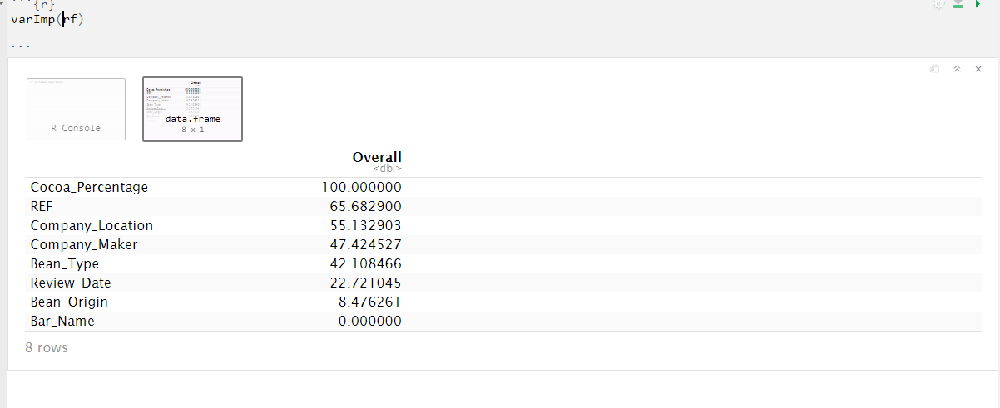 ```{r}
varImp(rf)
```
R Console
data.frame
8 x 1
Overall
<dbl>
Cocoa_Percentage 100.000000
REF 65.682900
Company_Location 55.132903
Company_Maker 47.424527
Bean_Type 42.108466
Review_Date 22.721045
Bean_Origin 8.476261
Bar_Name 0.000000
8 rows